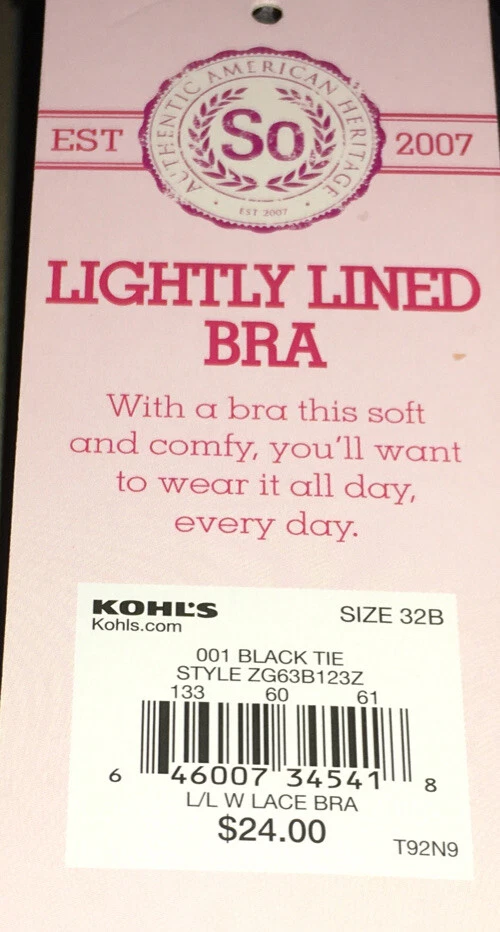 AUTHENTIC AMERICAN HERITAGE
EST So 2007
EST 2007
LIGHTLY LINED
BRA
With a bra this soft
and comfy, you'll want
to wear it all day,
every day.
KOHL'S SIZE 32B
Kohls.com
001 BLACK TIE
STYLE ZG63B123Z
133 60 61
6 46007 34541 8
L/L W LACE BRA
$24.00
T92N9